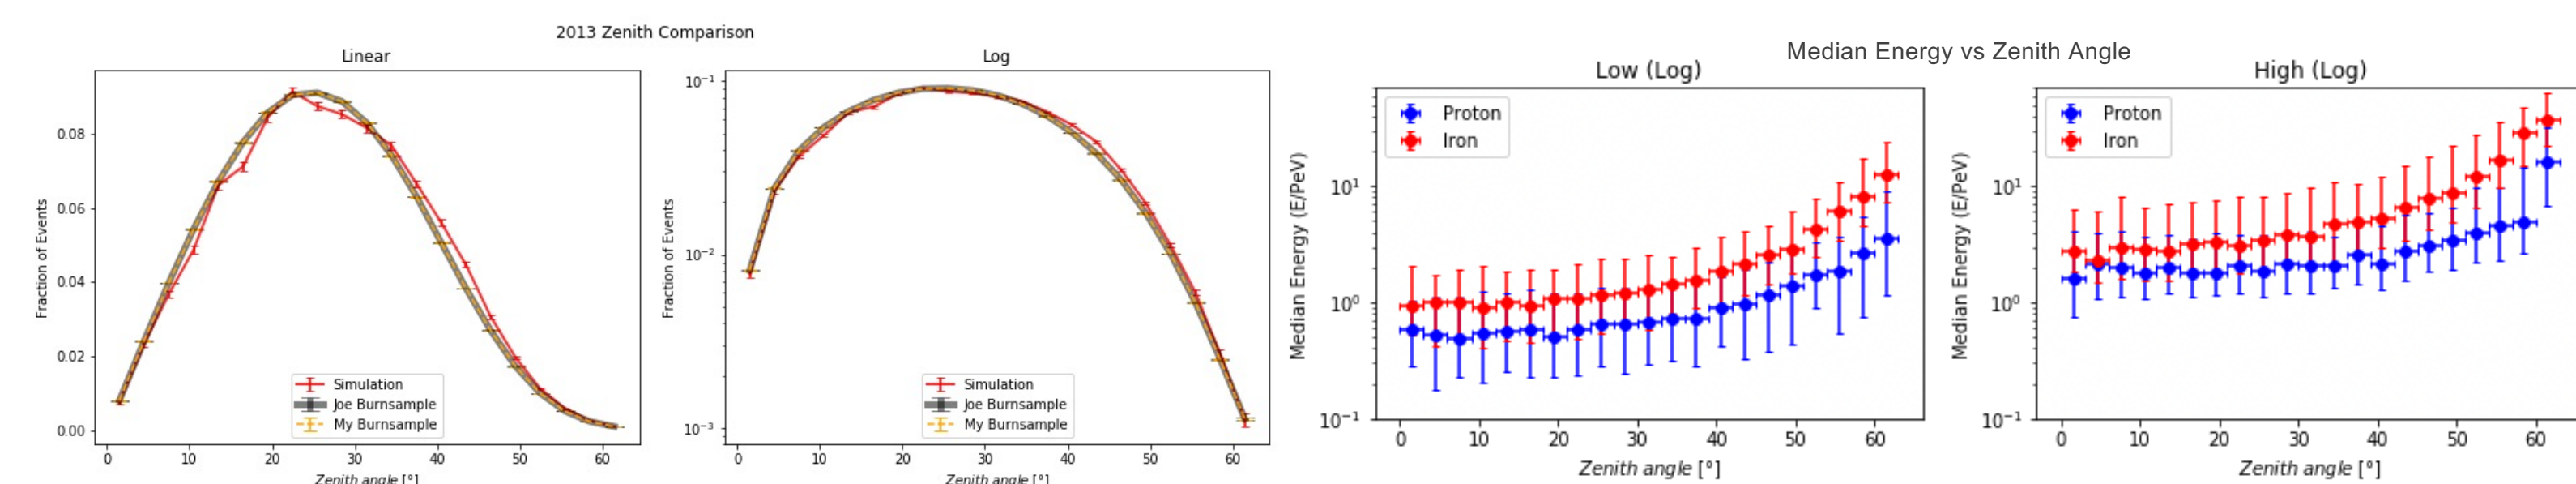 2013 Zenith Comparison
Linear
Fraction of Events
0.08
0.06
0.04
0.02
0.00
0 10 20 30 40 50 60
Zenith angle [°]
Simulation
Joe Burnsample
My Burnsample
Log
Fraction of Events
10⁻¹
10⁻²
10⁻³
0 10 20 30 40 50 60
Zenith angle [°]
Simulation
Joe Burnsample
My Burnsample
Median Energy vs Zenith Angle
Low (Log)
Median Energy (E/PeV)
10¹
10⁰
10⁻¹
0 10 20 30 40 50 60
Zenith angle [°]
Proton
Iron
High (Log)
Median Energy (E/PeV)
10¹
10⁰
10⁻¹
0 10 20 30 40 50 60
Zenith angle [°]
Proton
Iron